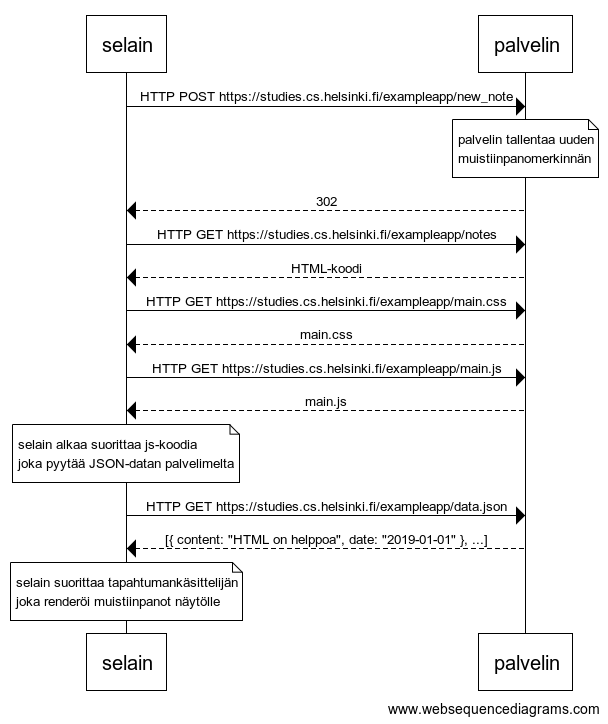 selain
palvelin
HTTP POST https://studies.cs.helsinki.fi/exampleapp/new_note
palvelin tallentaa uuden
muistiinpanomerkinnän
302
HTTP GET https://studies.cs.helsinki.fi/exampleapp/notes
HTML-koodi
HTTP GET https://studies.cs.helsinki.fi/exampleapp/main.css
main.css
HTTP GET https://studies.cs.helsinki.fi/exampleapp/main.js
main.js
selain alkaa suorittaa js-koodia
joka pyytää JSON-datan palvelimelta
HTTP GET https://studies.cs.helsinki.fi/exampleapp/data.json
[{ content: "HTML on helppoa", date: "2019-01-01" }, ...]
selain suorittaa tapahtumankäsittelijän
joka renderöi muistiinpanot näytölle
selain
palvelin
www.websequencediagrams.com